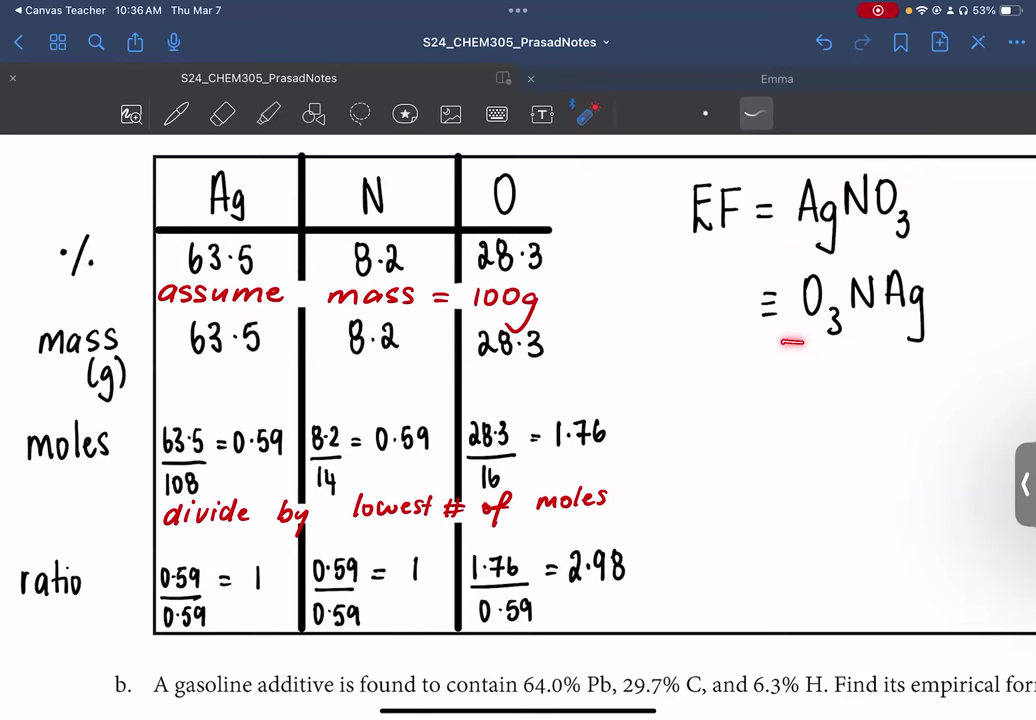 Canvas Teacher 10:36 AM Thu Mar 7 53%
S24_CHEM305_PrasadNotes
S24_CHEM305_PrasadNotes Emma
Ag N O
% 63.5 8.2 28.3
assume mass = 100g
mass (g) 63.5 8.2 28.3
moles 63.5/108 = 0.59 8.2/14 = 0.59 28.3/16 = 1.76
divide by lowest # of moles
ratio 0.59/0.59 = 1 0.59/0.59 = 1 1.76/0.59 = 2.98
EF = AgNO₃
≡ O₃NAg
b. A gasoline additive is found to contain 64.0% Pb, 29.7% C, and 6.3% H. Find its empirical for